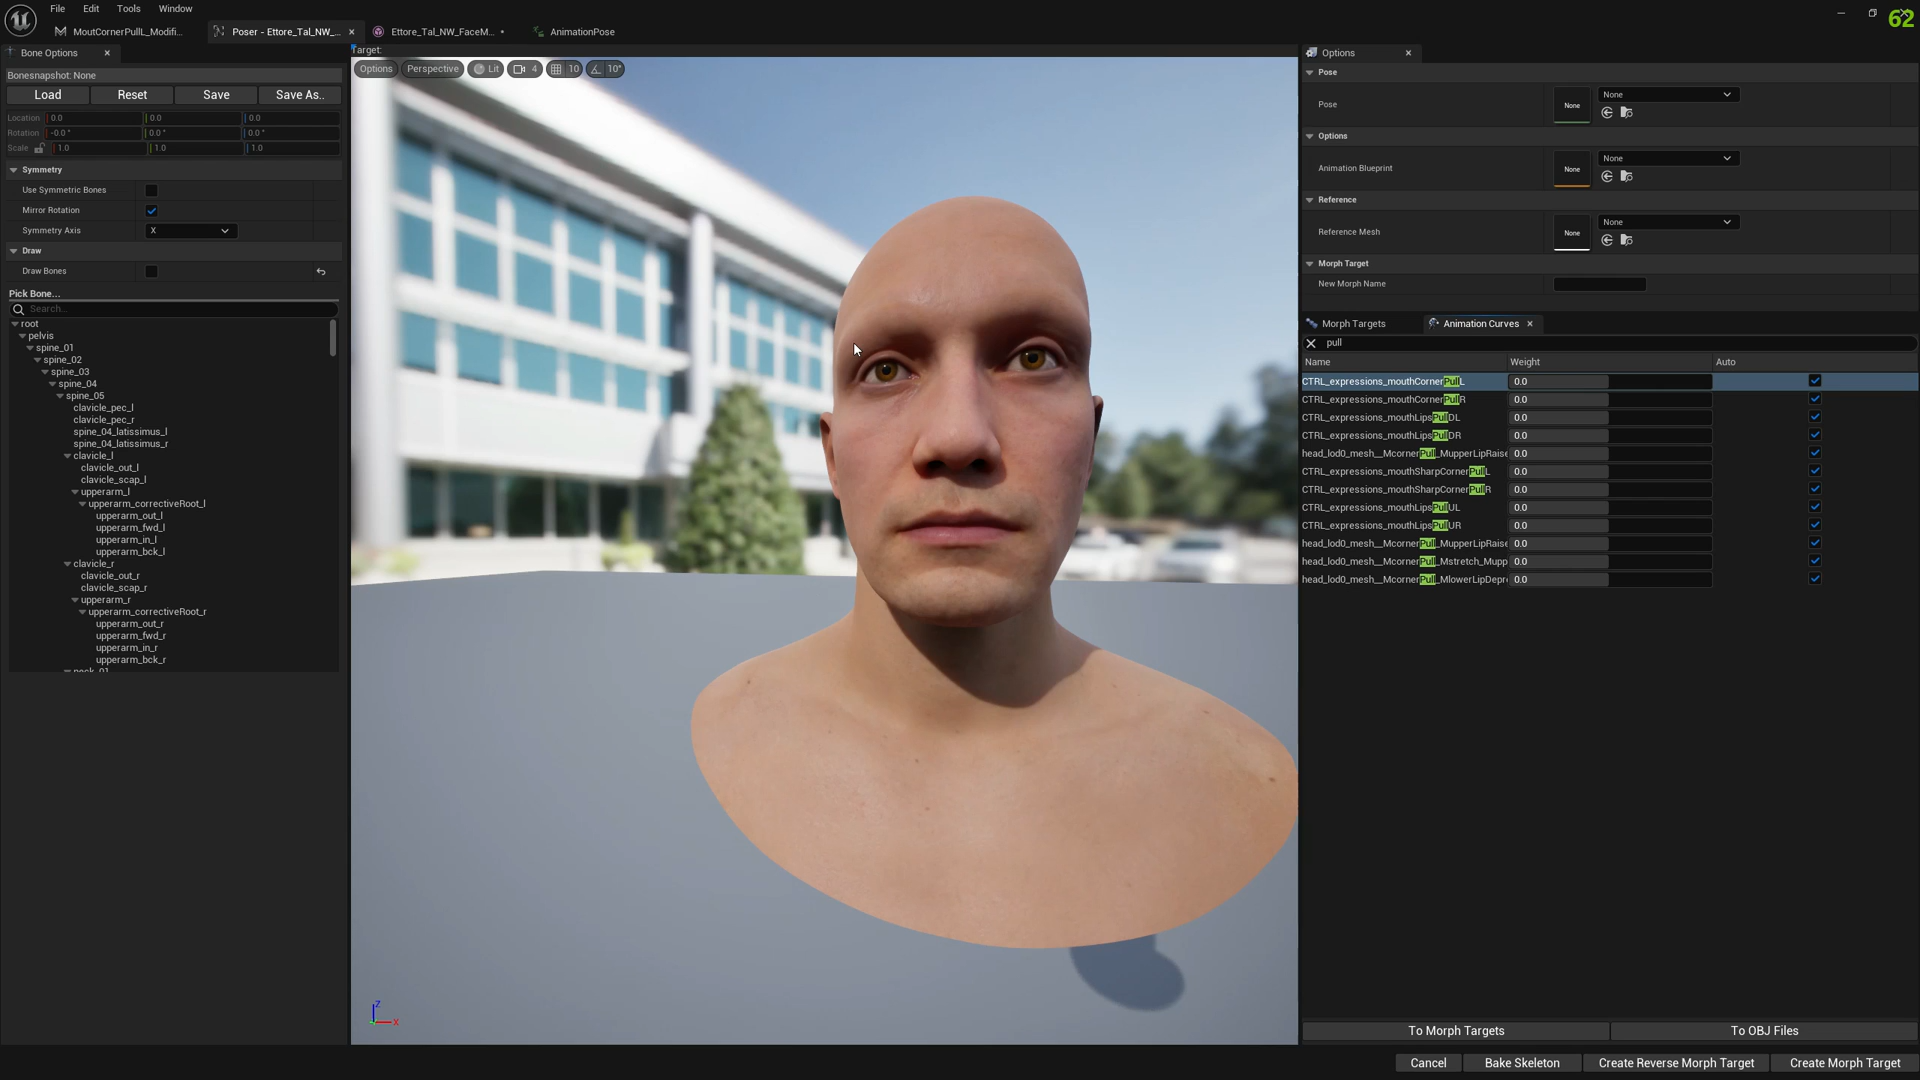 File Edit Tools Window
62
MoutCornerPullL_Modifi...
Poser - Ettore_Tal_NW_...
Ettore_Tal_NW_FaceM...
AnimationPose
Bone Options
Bonesnapshot: None
Load Reset Save Save As..
Location 0.0 0.0 0.0
Rotation -0.0 ° 0.0 ° 0.0 °
Scale 1.0 1.0 1.0
Symmetry
Use Symmetric Bones
Mirror Rotation
Symmetry Axis X
Draw
Draw Bones
Pick Bone...
Search...
root
pelvis
spine_01
spine_02
spine_03
spine_04
spine_05
clavicle_pec_l
clavicle_pec_r
spine_04_latissimus_l
spine_04_latissimus_r
clavicle_l
clavicle_out_l
clavicle_scap_l
upperarm_l
upperarm_correctiveRoot_l
upperarm_out_l
upperarm_fwd_l
upperarm_in_l
upperarm_bck_l
clavicle_r
clavicle_out_r
clavicle_scap_r
upperarm_r
upperarm_correctiveRoot_r
upperarm_out_r
upperarm_fwd_r
upperarm_in_r
upperarm_bck_r
neck_01
Target:
Options Perspective Lit 4 10 10°
Z
X
Options
Pose
Pose None None
Options
Animation Blueprint None None
Reference
Reference Mesh None None
Morph Target
New Morph Name
Morph Targets Animation Curves
pull
Name Weight Auto
CTRL_expressions_mouthCornerPullL 0.0
CTRL_expressions_mouthCornerPullR 0.0
CTRL_expressions_mouthLipsPullDL 0.0
CTRL_expressions_mouthLipsPullDR 0.0
head_lod0_mesh__McornerPull_MupperLipRaise 0.0
CTRL_expressions_mouthSharpCornerPullL 0.0
CTRL_expressions_mouthSharpCornerPullR 0.0
CTRL_expressions_mouthLipsPullUL 0.0
CTRL_expressions_mouthLipsPullUR 0.0
head_lod0_mesh__McornerPull_MupperLipRaise 0.0
head_lod0_mesh__McornerPull_Mstretch_Mupp 0.0
head_lod0_mesh__McornerPull_MlowerLipDepr 0.0
To Morph Targets To OBJ Files
Cancel Bake Skeleton Create Reverse Morph Target Create Morph Target